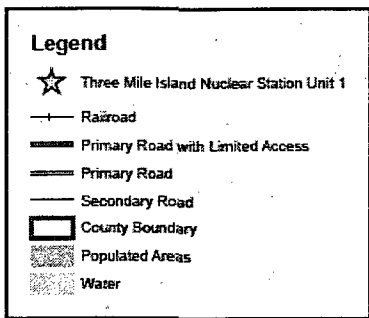 Legend
Three Mile Island Nuclear Station Unit 1
Railroad
Primary Road with Limited Access
Primary Road
Secondary Road
County Boundary
Populated Areas
Water